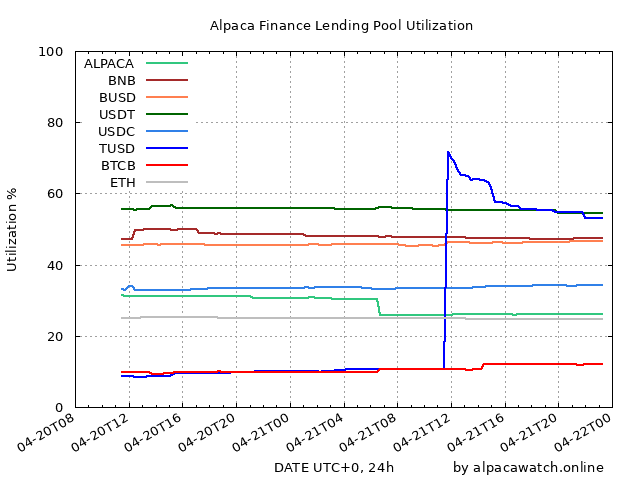 Alpaca Finance Lending Pool Utilization
100
80
60
40
20
0
Utilization %
ALPACA
BNB
BUSD
USDT
USDC
TUSD
BTCB
ETH
04-20T08
04-20T12
04-20T16
04-20T20
04-21T00
04-21T04
04-21T08
04-21T12
04-21T16
04-21T20
04-22T00
DATE UTC+0, 24h
by alpacawatch.online